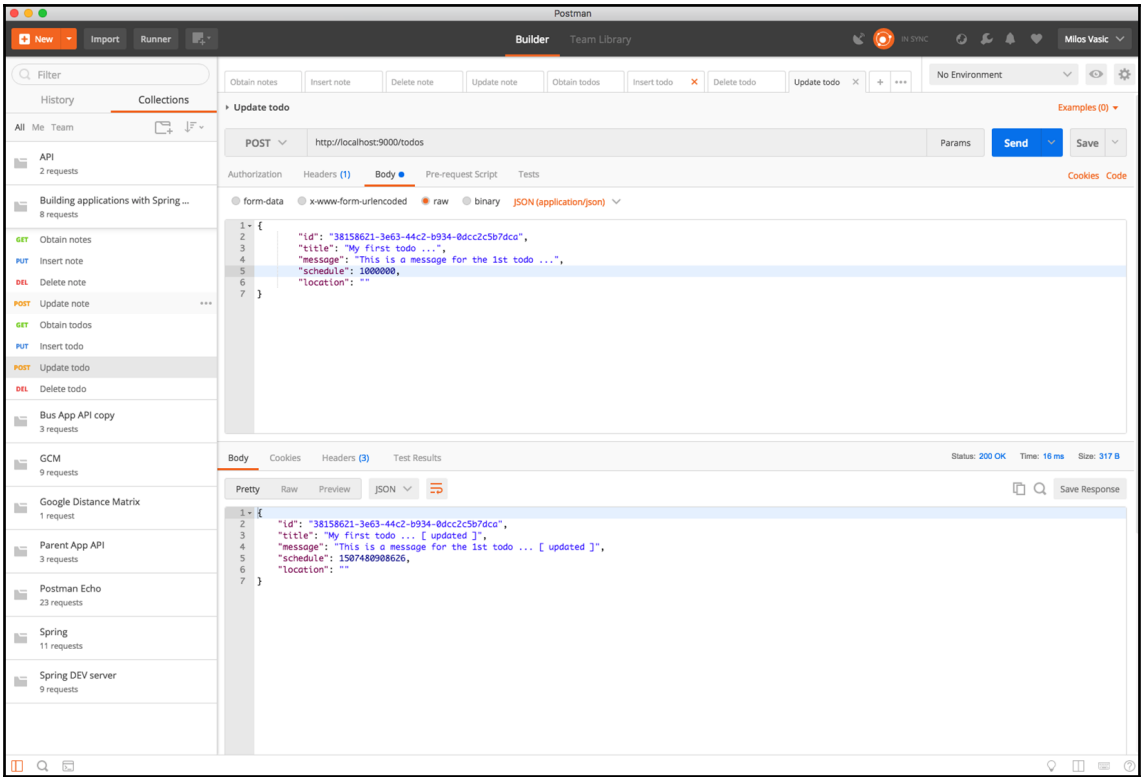 Postman
New Import Runner Builder Team Library IN SYNC Milos Vasic
Filter
History Collections
All Me Team
API
2 requests
Building applications with Spring ...
8 requests
GET Obtain notes
PUT Insert note
DEL Delete note
POST Update note
GET Obtain todos
PUT Insert todo
POST Update todo
DEL Delete todo
Bus App API copy
3 requests
GCM
9 requests
Google Distance Matrix
1 request
Parent App API
3 requests
Postman Echo
23 requests
Spring
11 requests
Spring DEV server
9 requests
Obtain notes Insert note Delete note Update note Obtain todos Insert todo Delete todo Update todo No Environment
Update todo Examples (0)
POST http://localhost:9000/todos Params Send Save
Authorization Headers (1) Body Pre-request Script Tests Cookies Code
form-data x-www-form-urlencoded raw binary JSON (application/json)
1 {
2 "id": "38158621-3e63-44c2-b934-0dcc2c5b7dca",
3 "title": "My first todo ...",
4 "message": "This is a message for the 1st todo ...",
5 "schedule": 1000000,
6 "location": ""
7 }
Body Cookies Headers (3) Test Results Status: 200 OK Time: 16 ms Size: 317 B
Pretty Raw Preview JSON Save Response
1 {
2 "id": "38158621-3e63-44c2-b934-0dcc2c5b7dca",
3 "title": "My first todo ... [ updated ]",
4 "message": "This is a message for the 1st todo ... [ updated ]",
5 "schedule": 1507480908626,
6 "location": ""
7 }